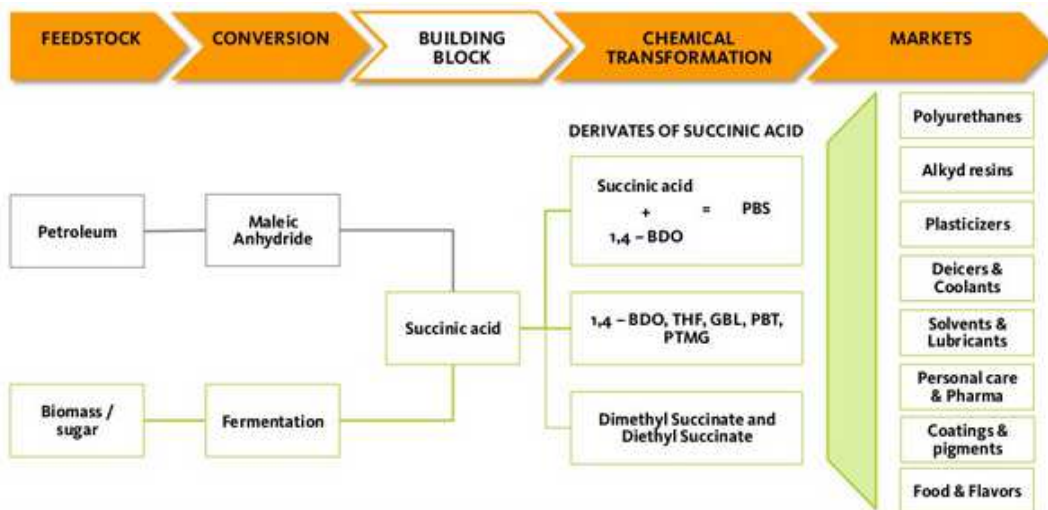 FEEDSTOCK
CONVERSION
BUILDING
BLOCK
CHEMICAL
TRANSFORMATION
MARKETS
DERIVATES OF SUCCINIC ACID
Petroleum
Maleic
Anhydride
Biomass /
sugar
Fermentation
Succinic acid
Succinic acid
+
1,4 – BDO
= PBS
1,4 – BDO, THF, GBL, PBT,
PTMG
Dimethyl Succinate and
Diethyl Succinate
Polyurethanes
Alkyd resins
Plasticizers
Deicers &
Coolants
Solvents &
Lubricants
Personal care
& Pharma
Coatings &
pigments
Food & Flavors